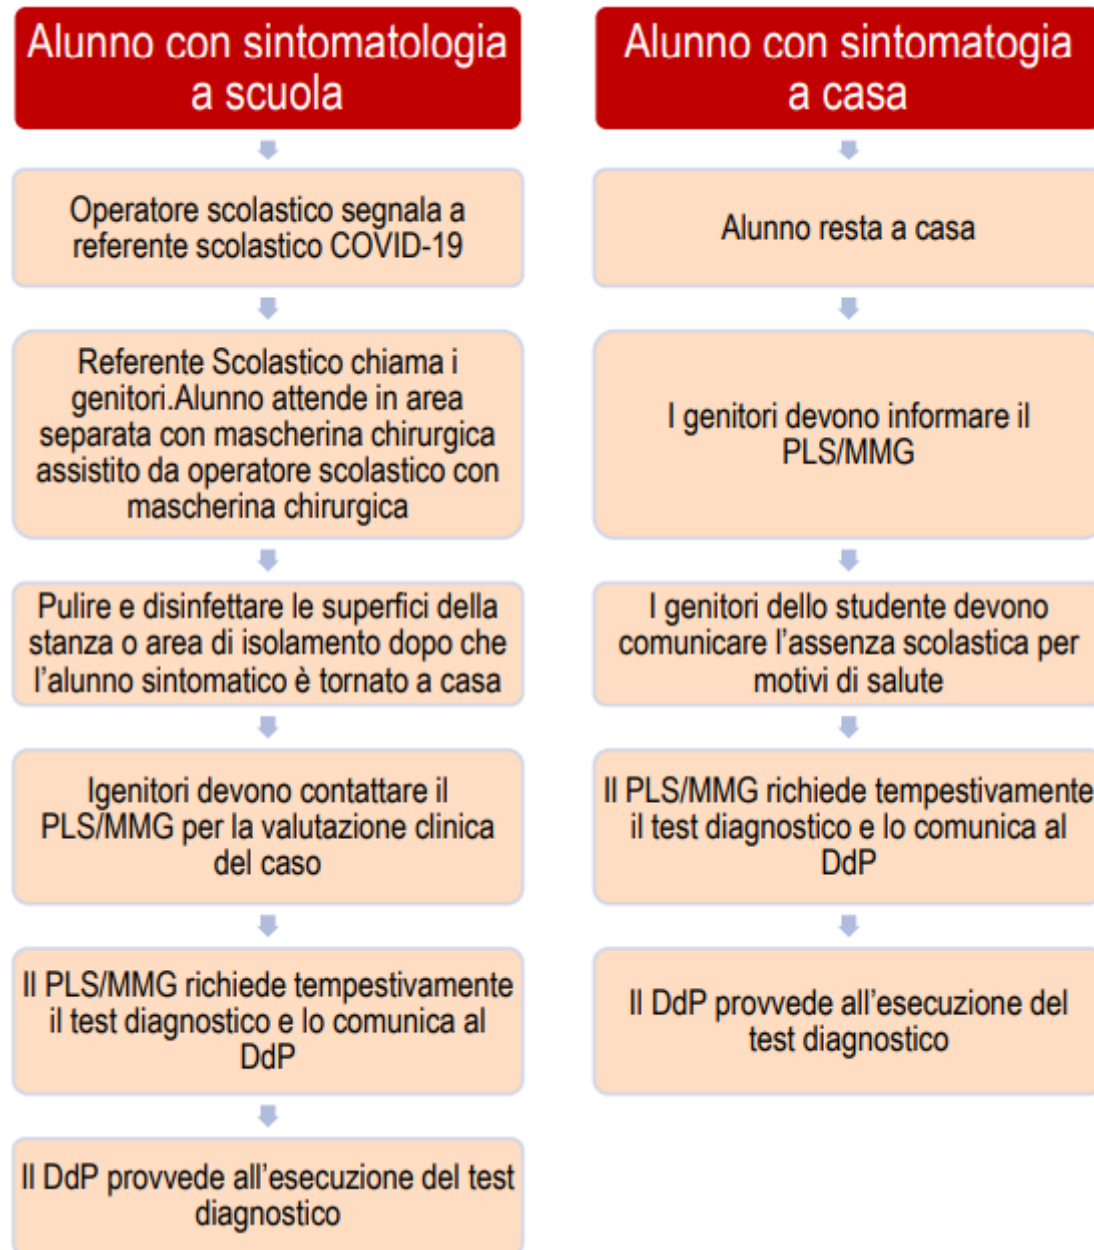 Alunno con sintomatologia
a scuola
Operatore scolastico segnala a
referente scolastico COVID-19
Referente Scolastico chiama i
genitori.Alunno attende in area
separata con mascherina chirurgica
assistito da operatore scolastico con
mascherina chirurgica
Pulire e disinfettare le superfici della
stanza o area di isolamento dopo che
l’alunno sintomatico è tornato a casa
Igenitori devono contattare il
PLS/MMG per la valutazione clinica
del caso
Il PLS/MMG richiede tempestivamente
il test diagnostico e lo comunica al
DdP
Il DdP provvede all’esecuzione del test
diagnostico
Alunno con sintomatogia
a casa
Alunno resta a casa
I genitori devono informare il
PLS/MMG
I genitori dello studente devono
comunicare l’assenza scolastica per
motivi di salute
Il PLS/MMG richiede tempestivamente
il test diagnostico e lo comunica al
DdP
Il DdP provvede all’esecuzione del
test diagnostico